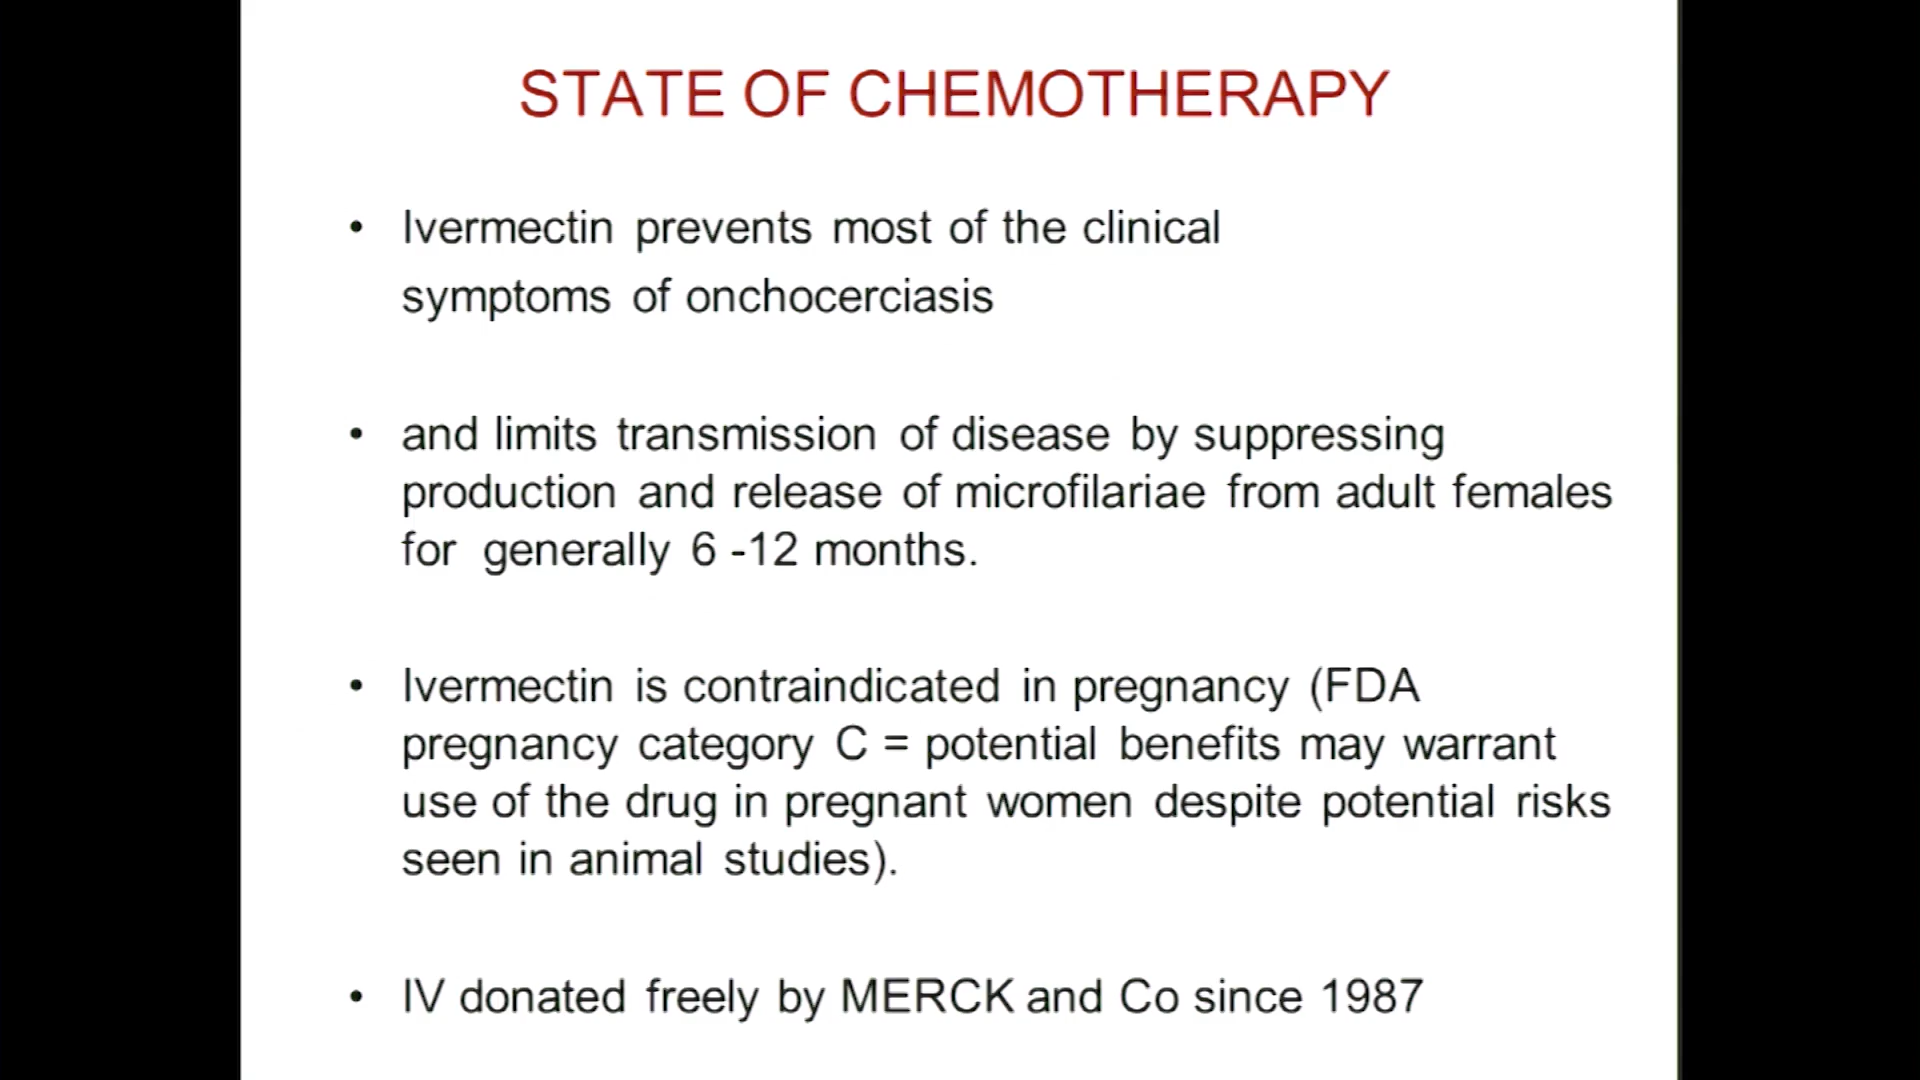 STATE OF CHEMOTHERAPY
• Ivermectin prevents most of the clinical
symptoms of onchocerciasis
• and limits transmission of disease by suppressing
production and release of microfilariae from adult females
for generally 6 -12 months.
• Ivermectin is contraindicated in pregnancy (FDA
pregnancy category C = potential benefits may warrant
use of the drug in pregnant women despite potential risks
seen in animal studies).
• IV donated freely by MERCK and Co since 1987